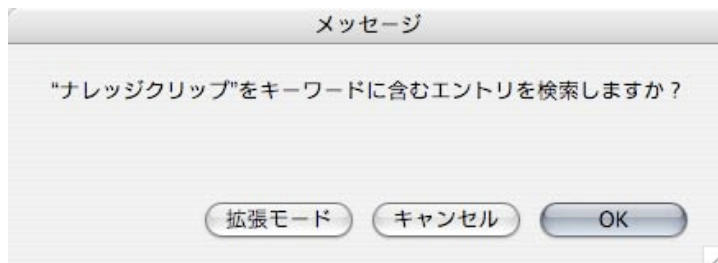 メッセージ
“ナレッジクリップ”をキーワードに含むエントリを検索しますか？
拡張モード キャンセル OK